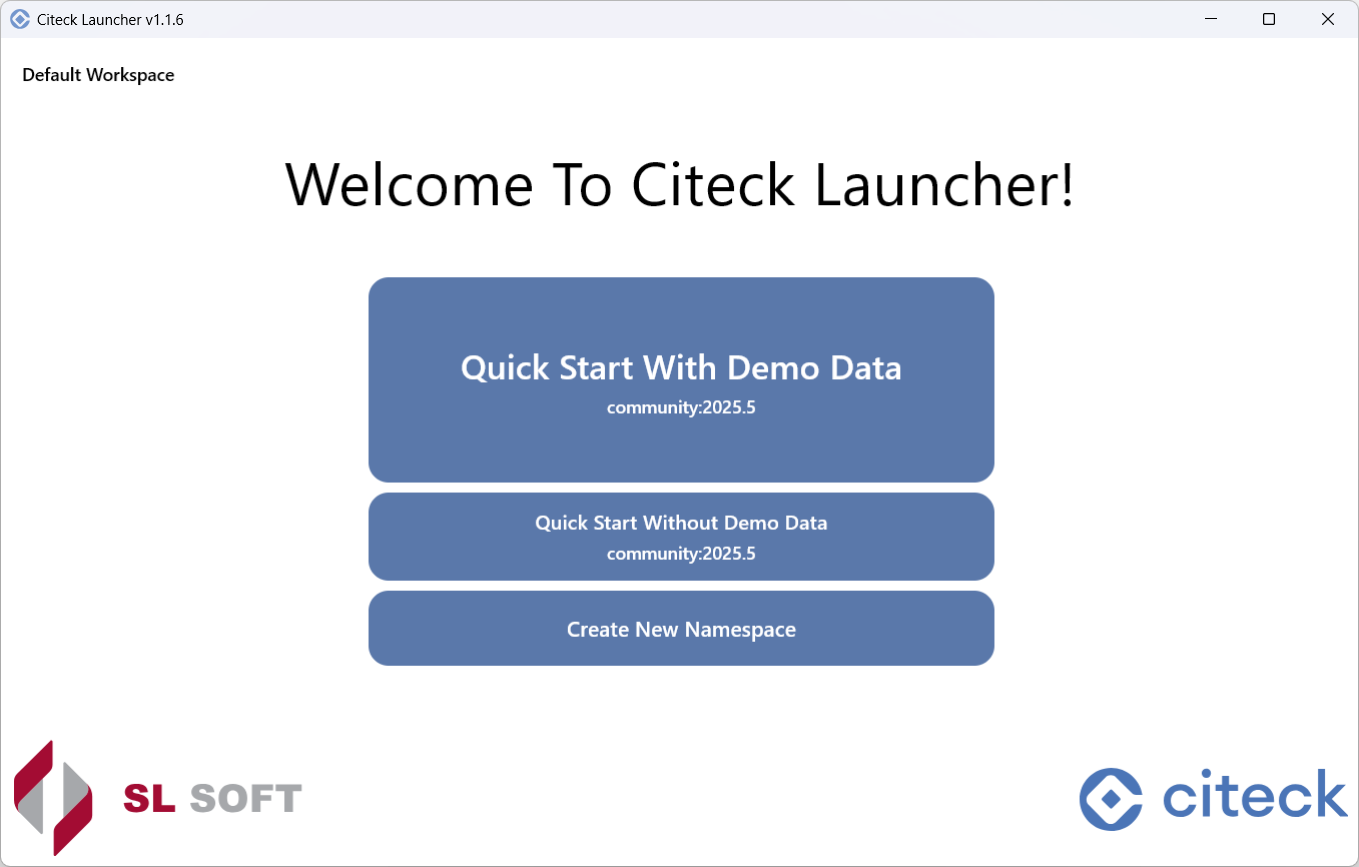 Citeck Launcher v1.1.6
Default Workspace
Welcome To Citeck Launcher!
Quick Start With Demo Data
community:2025.5
Quick Start Without Demo Data
community:2025.5
Create New Namespace
SL SOFT
citeck